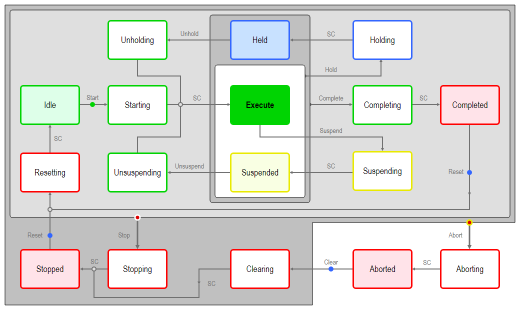 Unholding
Unhold
Held
SC
Holding
Hold
Idle
Start
Starting
SC
Execute
Complete
Completing
SC
Completed
Suspend
SC
Resetting
Unsuspending
Unsuspend
Suspended
SC
Suspending
Reset
Reset
Stop
Abort
Stopped
SC
Stopping
SC
Clearing
Clear
Aborted
SC
Aborting